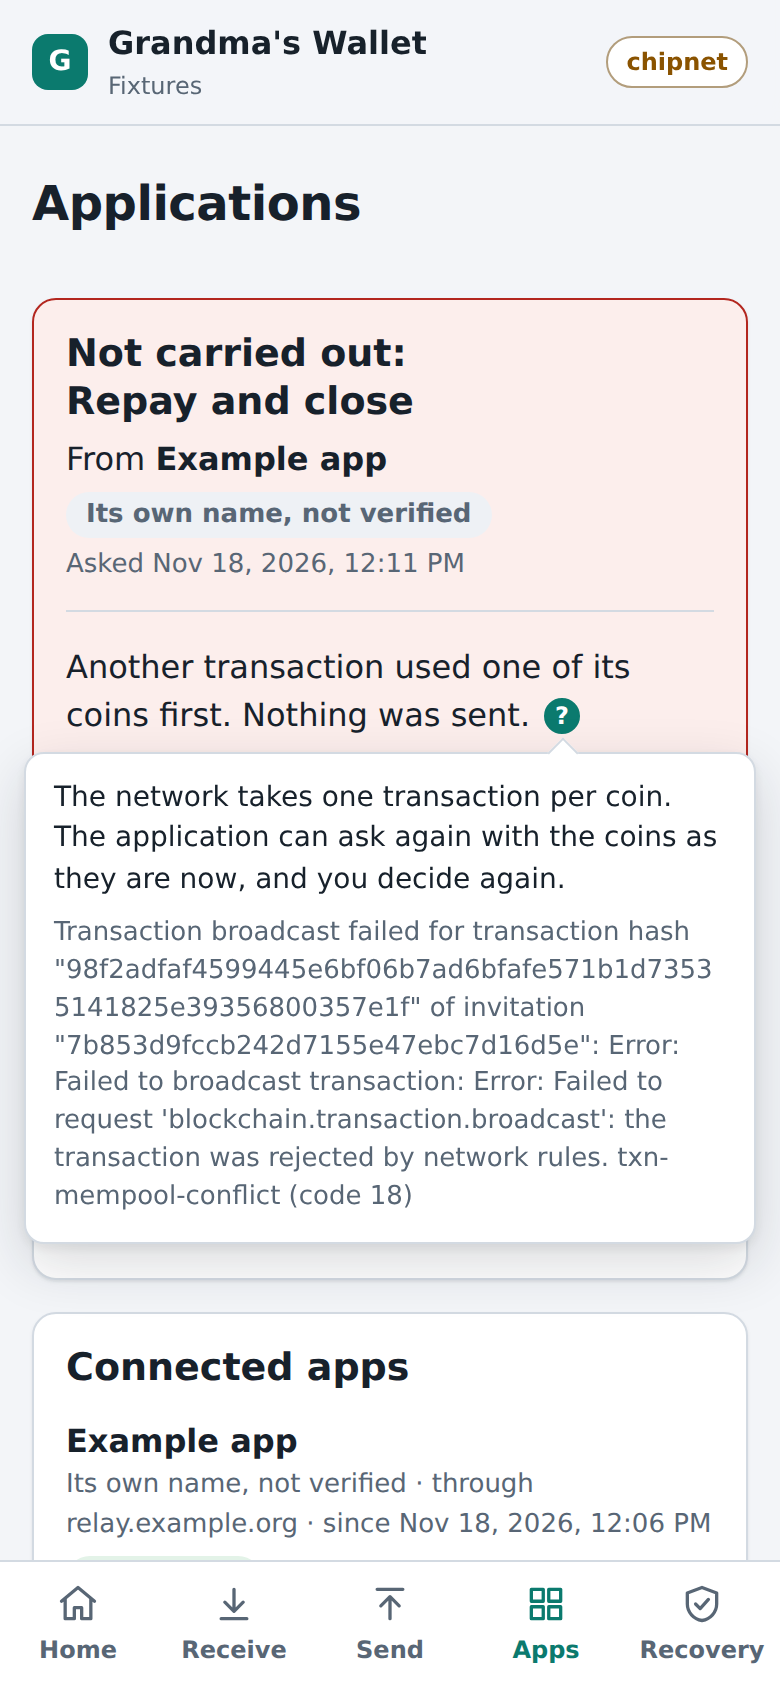 G
Grandma's Wallet
Fixtures
chipnet
Applications
Not carried out:
Repay and close
From Example app
Its own name, not verified
Asked Nov 18, 2026, 12:11 PM
Another transaction used one of its
coins first. Nothing was sent. ?
The network takes one transaction per coin.
The application can ask again with the coins as
they are now, and you decide again.
Transaction broadcast failed for transaction hash
"98f2adfaf4599445e6bf06b7ad6bfafe571b1d7353
5141825e39356800357e1f" of invitation
"7b853d9fccb242d7155e47ebc7d16d5e": Error:
Failed to broadcast transaction: Error: Failed to
request 'blockchain.transaction.broadcast': the
transaction was rejected by network rules. txn-
mempool-conflict (code 18)
Connected apps
Example app
Its own name, not verified · through
relay.example.org · since Nov 18, 2026, 12:06 PM
Home
Receive
Send
Apps
Recovery